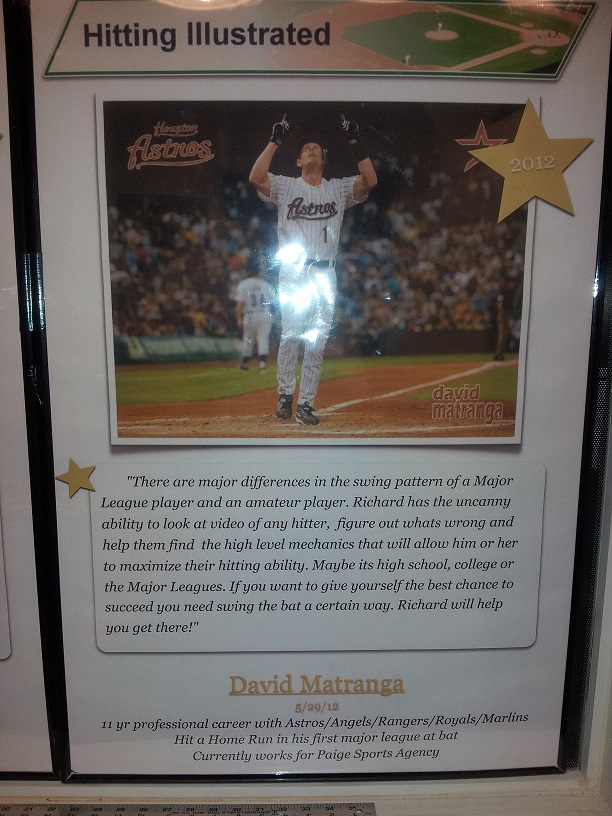 Hitting Illustrated
Houston
Astros
2012
Astros
1
david
matranga
"There are major differences in the swing pattern of a Major
League player and an amateur player. Richard has the uncanny
ability to look at video of any hitter, figure out whats wrong and
help them find the high level mechanics that will allow him or her
to maximize their hitting ability. Maybe its high school, college or
the Major Leagues. If you want to give yourself the best chance to
succeed you need swing the bat a certain way. Richard will help
you get there!"
David Matranga
5/29/12
11 yr professional career with Astros/Angels/Rangers/Royals/Marlins
Hit a Home Run in his first major league at bat
Currently works for Paige Sports Agency